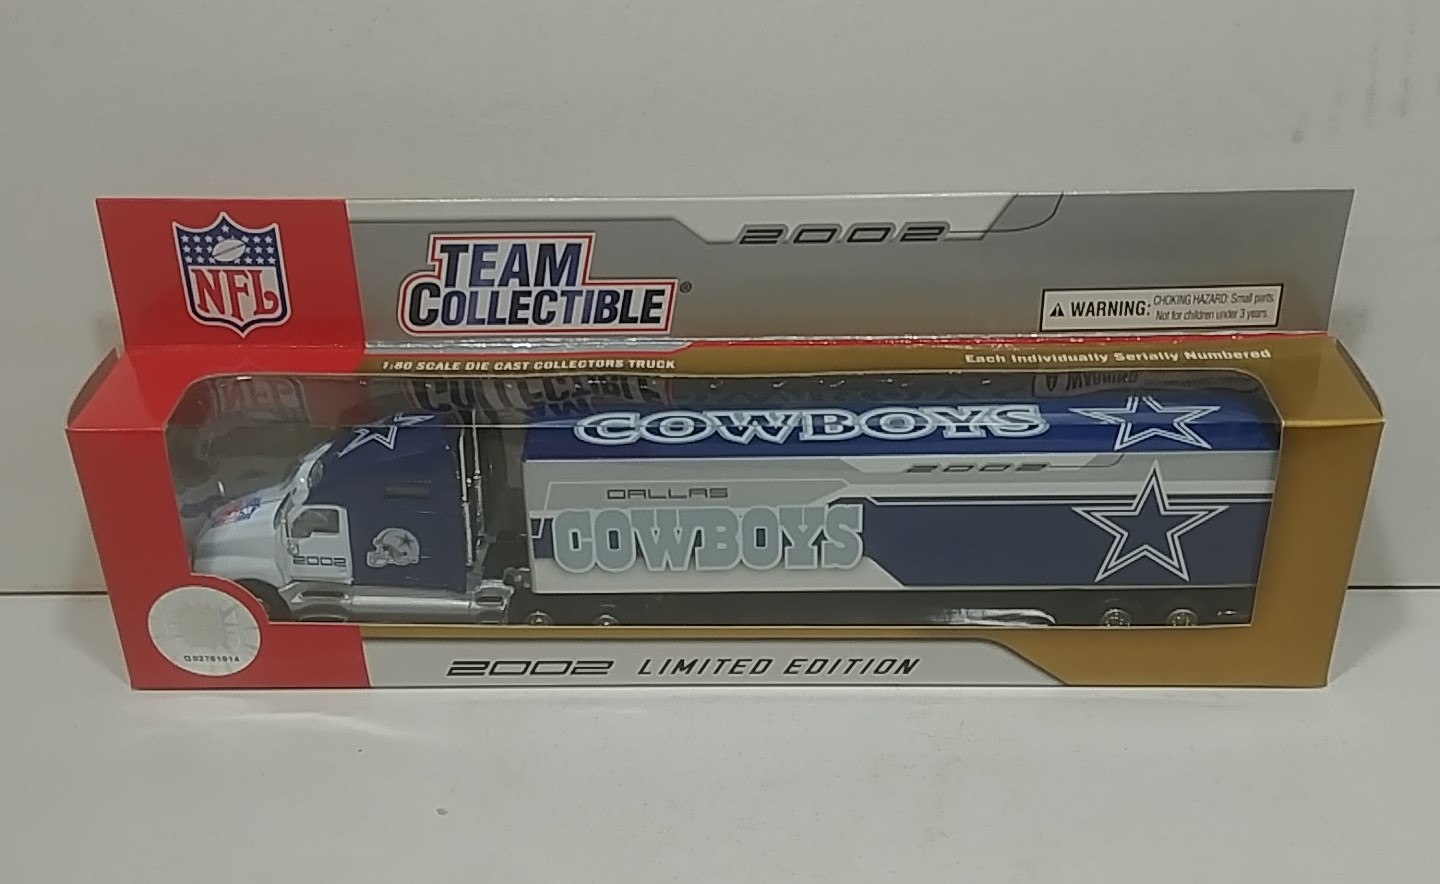 NFL
TEAM
COLLECTIBLE®
2002
WARNING: CHOKING HAZARD: Small parts.
Not for children under 3 years.
1:80 SCALE DIE CAST COLLECTORS TRUCK
Each Individually Serially Numbered
COWBOYS
2002
DALLAS
COWBOYS
2002
2002 LIMITED EDITION